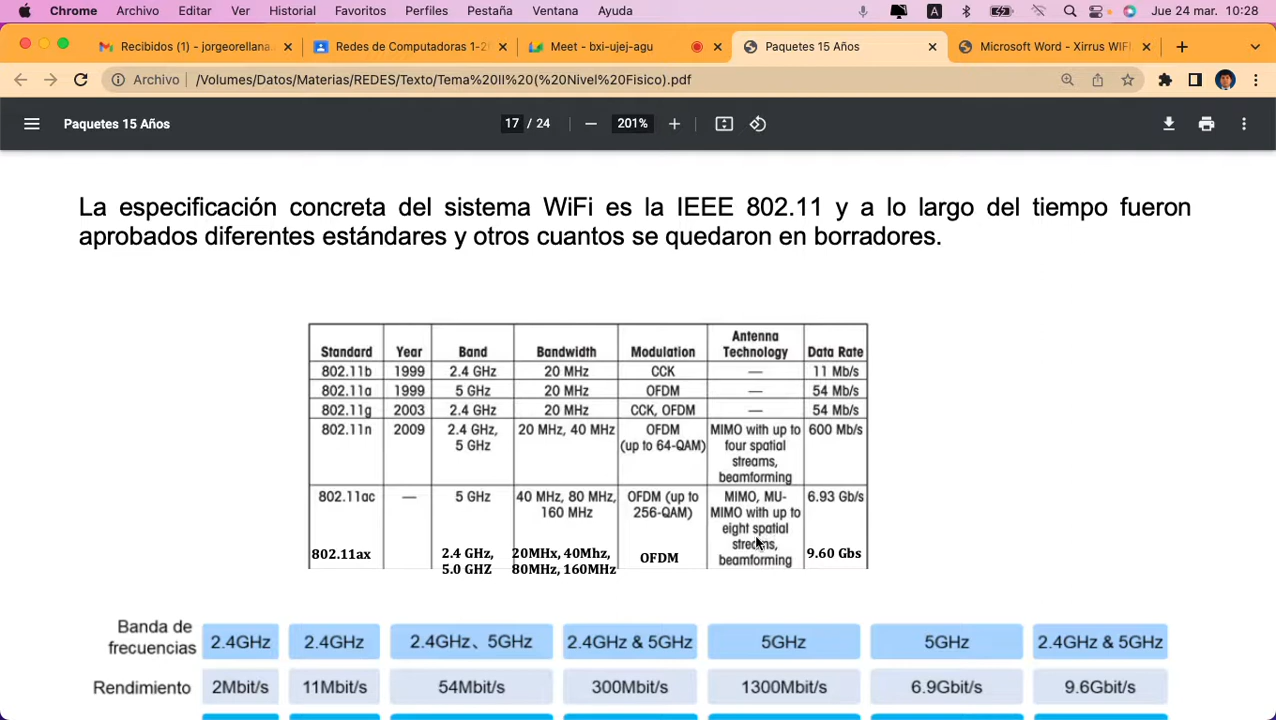 Chrome Archivo Editar Ver Historial Favoritos Perfiles Pestaña Ventana Ayuda A Jue 24 mar. 10:28
Recibidos (1) - jorgeorellana. Redes de Computadoras 1-2 Meet - bxi-ujej-agu Paquetes 15 Años Microsoft Word - Xirrus WIFI
Archivo /Volumes/Datos/Materias/REDES/Texto/Tema%20II%20(%20Nivel%20Fisico).pdf
Paquetes 15 Años 17 / 24 201%
La especificación concreta del sistema WiFi es la IEEE 802.11 y a lo largo del tiempo fueron
aprobados diferentes estándares y otros cuantos se quedaron en borradores.
Standard Year Band Bandwidth Modulation Antenna Technology Data Rate
802.11b 1999 2.4 GHz 20 MHz CCK — 11 Mb/s
802.11a 1999 5 GHz 20 MHz OFDM — 54 Mb/s
802.11g 2003 2.4 GHz 20 MHz CCK, OFDM — 54 Mb/s
802.11n 2009 2.4 GHz, 20 MHz, 40 MHz OFDM MIMO with up to 600 Mb/s
5 GHz (up to 64-QAM) four spatial
streams,
beamforming
802.11ac — 5 GHz 40 MHz, 80 MHz, OFDM (up to MIMO, MU- 6.93 Gb/s
160 MHz 256-QAM) MIMO with up to
eight spatial
streams,
802.11ax 2.4 GHz, 20MHx, 40Mhz, OFDM beamforming 9.60 Gbs
5.0 GHZ 80MHz, 160MHz
Banda de frecuencias 2.4GHz 2.4GHz 2.4GHz、5GHz 2.4GHz & 5GHz 5GHz 5GHz 2.4GHz & 5GHz
Rendimiento 2Mbit/s 11Mbit/s 54Mbit/s 300Mbit/s 1300Mbit/s 6.9Gbit/s 9.6Gbit/s